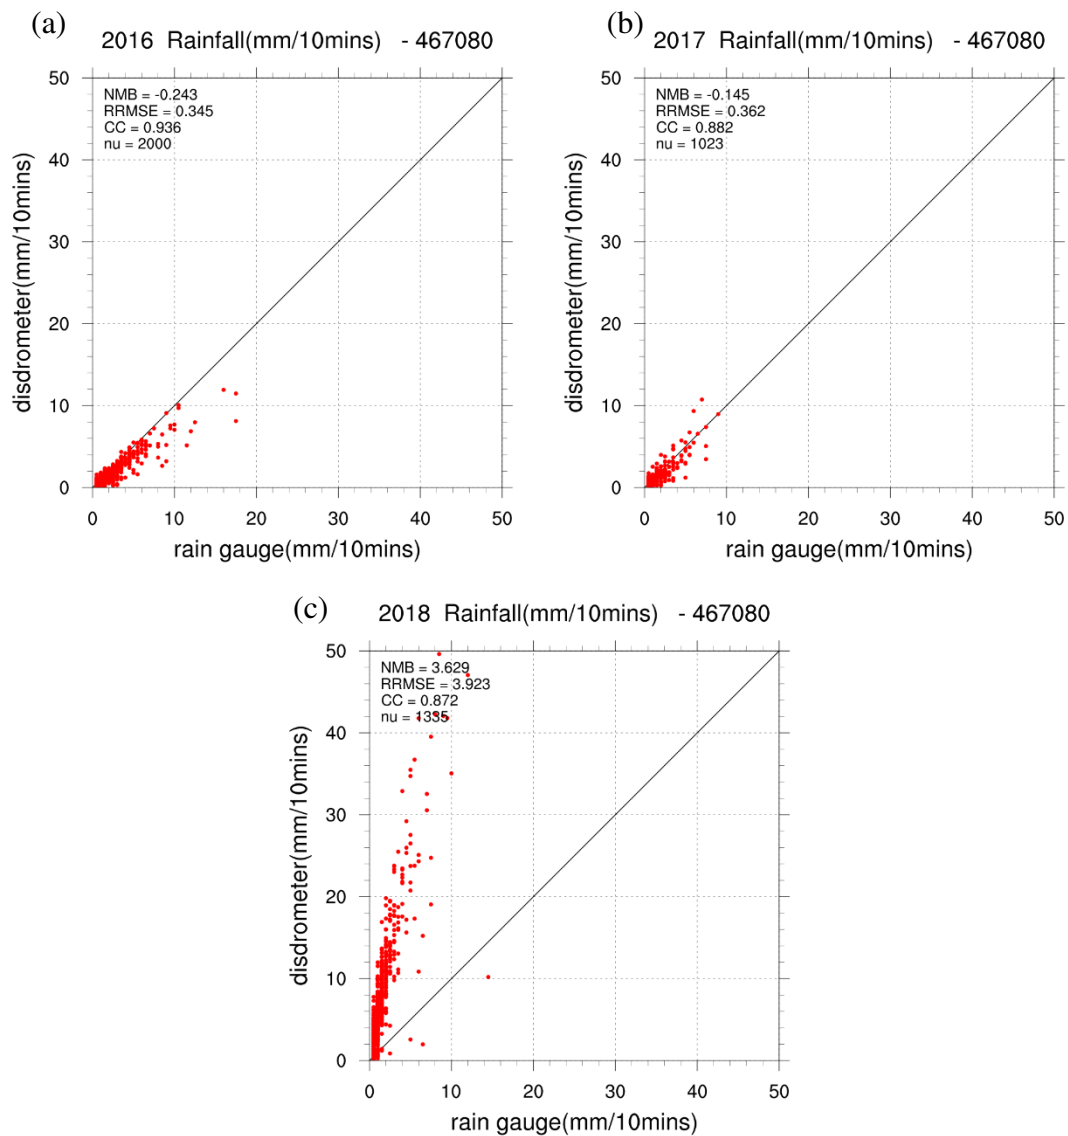 (a)
2016 Rainfall(mm/10mins) - 467080
NMB = -0.243
RRMSE = 0.345
CC = 0.936
nu = 2000
50
40
30
20
10
0
disdrometer(mm/10mins)
0 10 20 30 40 50
rain gauge(mm/10mins)
(b)
2017 Rainfall(mm/10mins) - 467080
NMB = -0.145
RRMSE = 0.362
CC = 0.882
nu = 1023
50
40
30
20
10
0
disdrometer(mm/10mins)
0 10 20 30 40 50
rain gauge(mm/10mins)
(c)
2018 Rainfall(mm/10mins) - 467080
NMB = 3.629
RRMSE = 3.923
CC = 0.872
nu = 1335
50
40
30
20
10
0
disdrometer(mm/10mins)
0 10 20 30 40 50
rain gauge(mm/10mins)